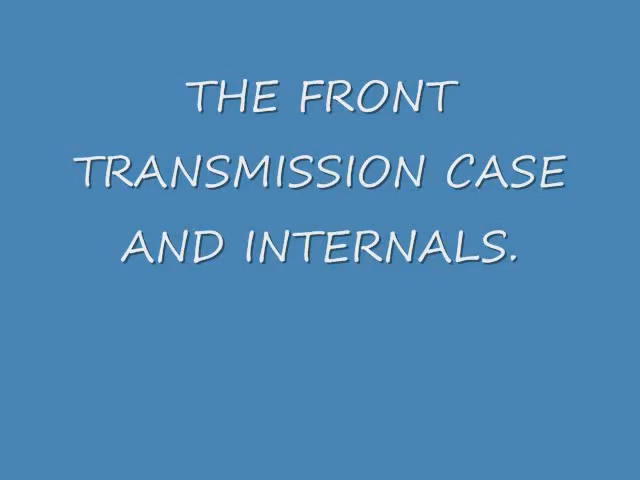 THE FRONT
TRANSMISSION CASE
AND INTERNALS.